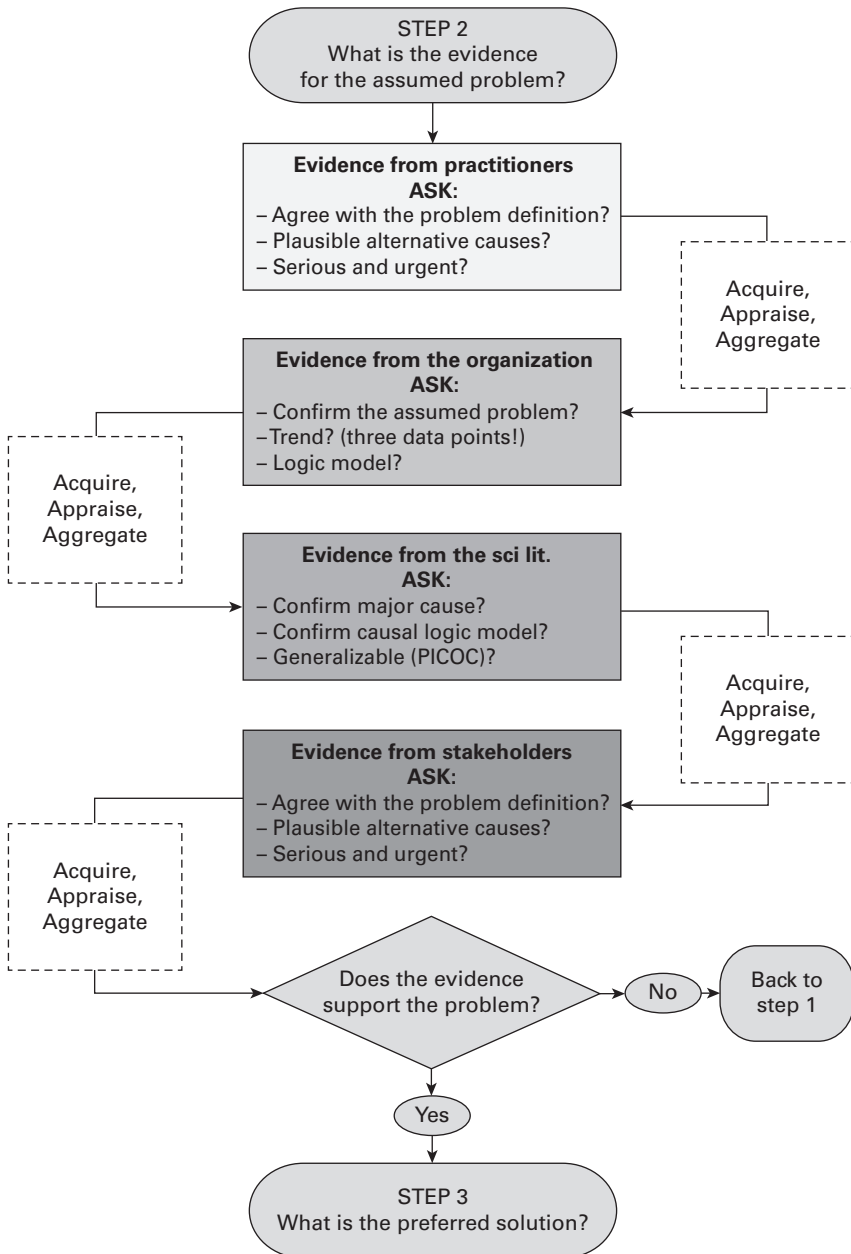 STEP 2
What is the evidence
for the assumed problem?
Evidence from practitioners
ASK:
– Agree with the problem definition?
– Plausible alternative causes?
– Serious and urgent?
Acquire,
Appraise,
Aggregate
Evidence from the organization
ASK:
– Confirm the assumed problem?
–Trend? (three data points!)
– Logic model?
Acquire,
Appraise,
Aggregate
Evidence from the sci lit.
ASK:
– Confirm major cause?
– Confirm causal logic model?
– Generalizable (PICOC)?
Acquire,
Appraise,
Aggregate
Evidence from stakeholders
ASK:
– Agree with the problem definition?
– Plausible alternative causes?
– Serious and urgent?
Acquire,
Appraise,
Aggregate
Does the evidence
support the problem?
No
Back to
step 1
Yes
STEP 3
What is the preferred solution?